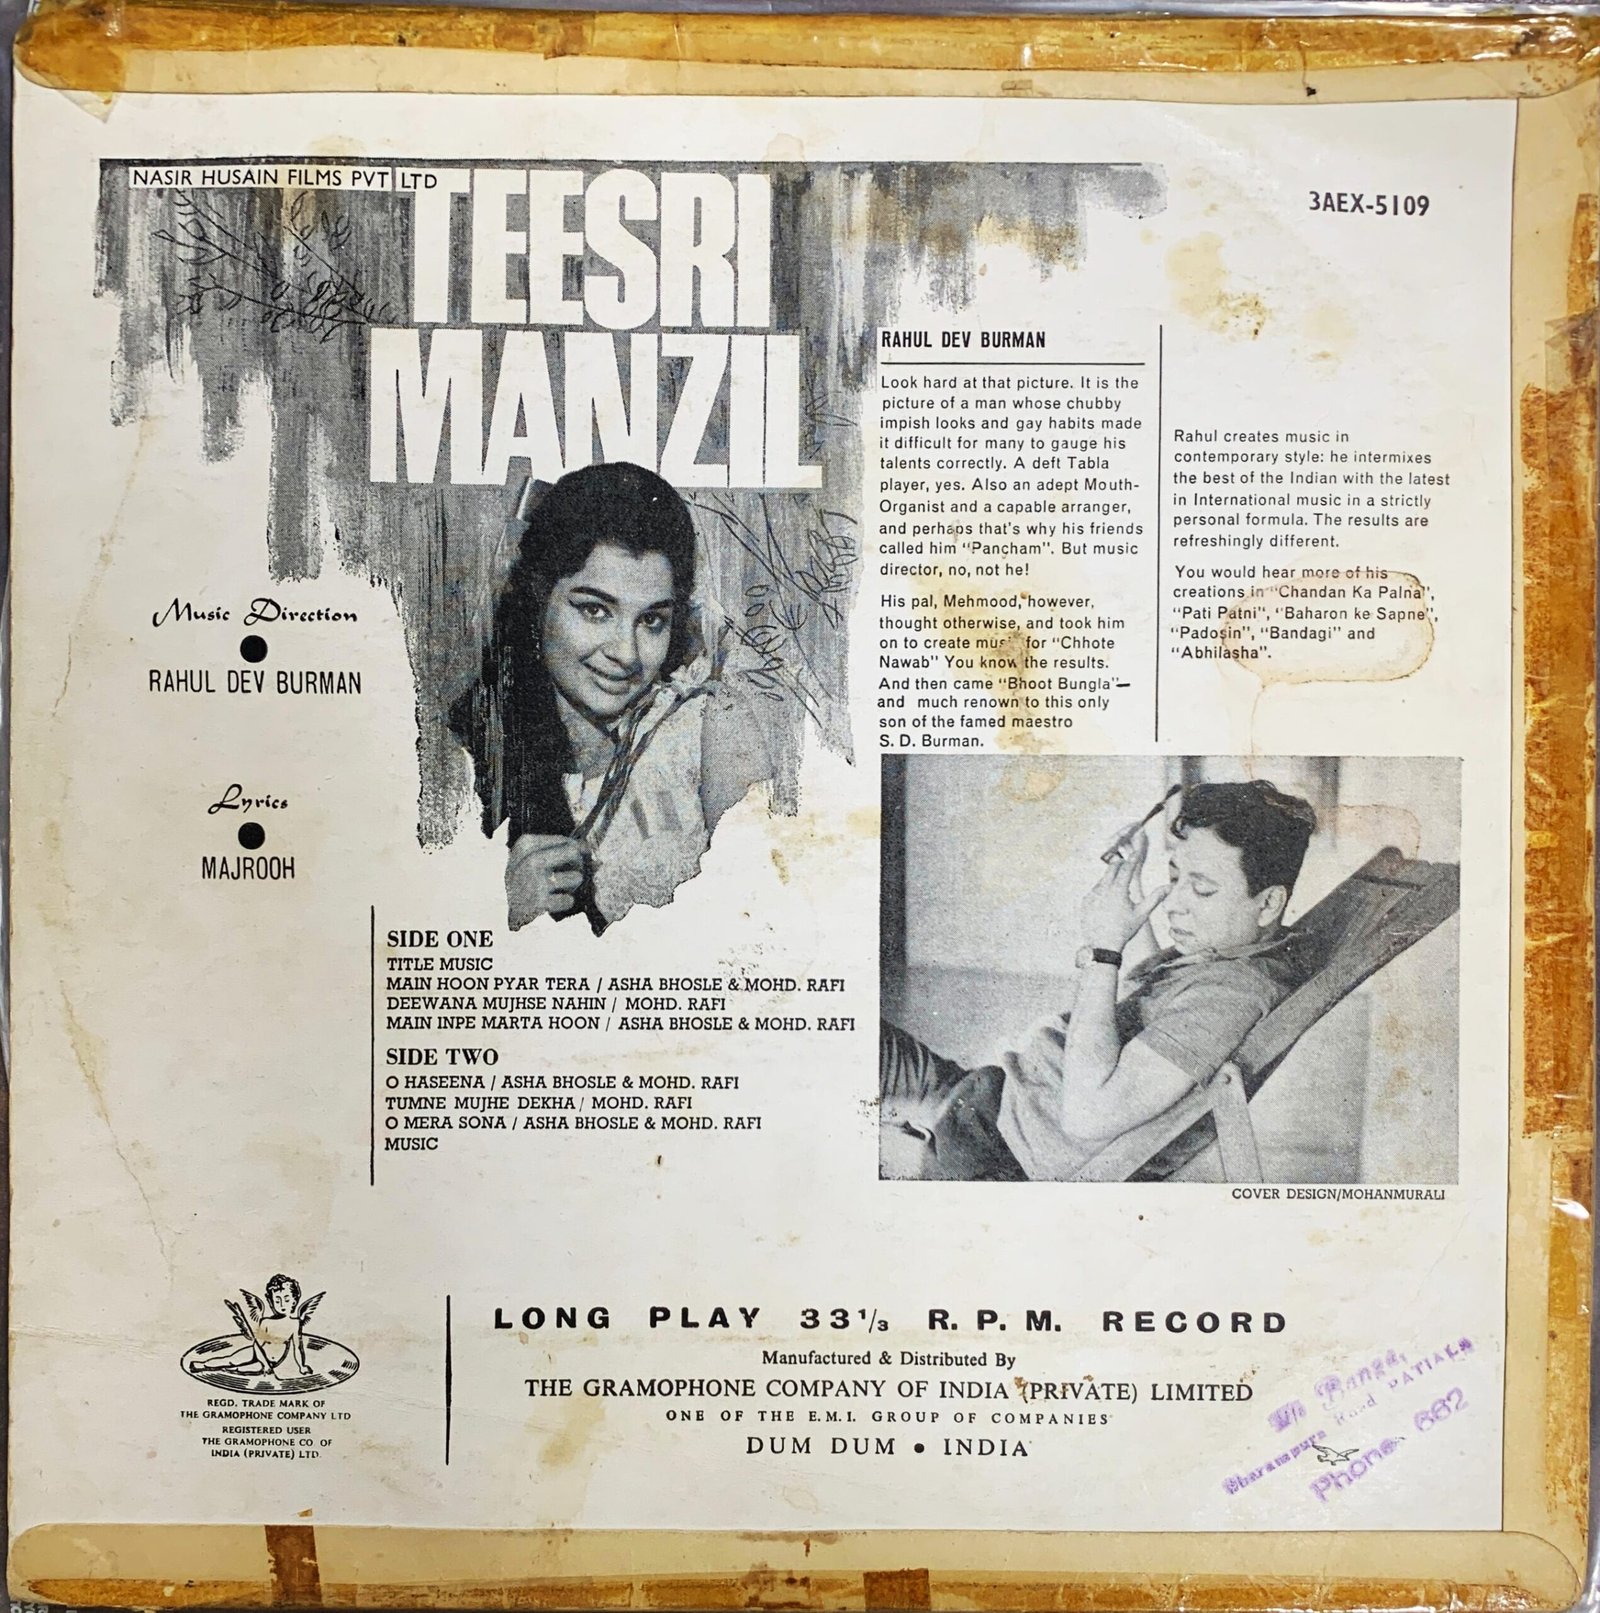 NASIR HUSAIN FILMS PVT LTD
TEESRI
MANZIL
3AEX-5109
Music Direction
RAHUL DEV BURMAN
Lyrics
MAJROOH
RAHUL DEV BURMAN
Look hard at that picture. It is the
picture of a man whose chubby
impish looks and gay habits made
it difficult for many to gauge his
talents correctly. A deft Tabla
player, yes. Also an adept Mouth-
Organist and a capable arranger,
and perhaps that's why his friends
called him "Pancham". But music
director, no, not he!
His pal, Mehmood, however,
thought otherwise, and took him
on to create for "Chhote
Nawab" You know the results.
And then came "Bhoot Bungla"—
and much renown to this only
son of the famed maestro
S. D. Burman.
Rahul creates music in
contemporary style: he intermixes
the best of the Indian with the latest
in International music in a strictly
personal formula. The results are
refreshingly different.
You would hear more of his
creations in "Chandan Ka Palna",
"Pati Patni", "Baharon ke Sapne",
"Padosin", "Bandagi" and
"Abhilasha".
SIDE ONE
TITLE MUSIC
MAIN HOON PYAR TERA / ASHA BHOSLE & MOHD. RAFI
DEEWANA MUJHSE NAHIN / MOHD. RAFI
MAIN INPE MARTA HOON / ASHA BHOSLE & MOHD. RAFI
SIDE TWO
O HASEENA / ASHA BHOSLE & MOHD. RAFI
TUMNE MUJHE DEKHA / MOHD. RAFI
O MERA SONA / ASHA BHOSLE & MOHD. RAFI
MUSIC
COVER DESIGN/MOHANMURALI
REGD. TRADE MARK OF
THE GRAMOPHONE COMPANY LTD
REGISTERED USER
THE GRAMOPHONE CO. OF
INDIA (PRIVATE) LTD.
LONG PLAY 33⅓ R. P. M. RECORD
Manufactured & Distributed By
THE GRAMOPHONE COMPANY OF INDIA (PRIVATE) LIMITED
ONE OF THE E.M.I. GROUP OF COMPANIES
DUM DUM ● INDIA
Road PATIALA
Phone 662